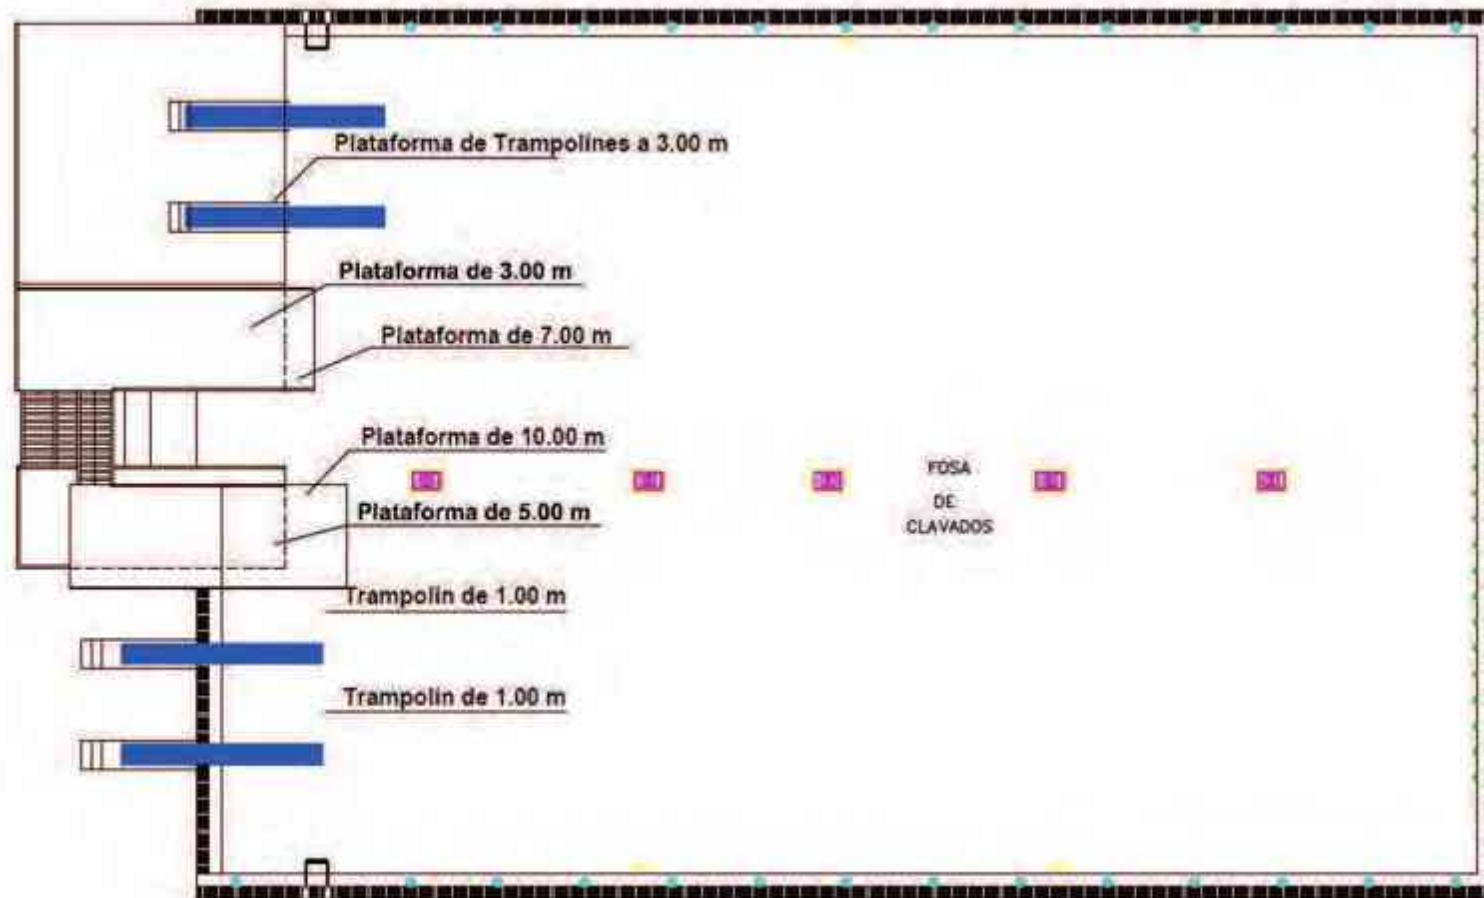 Plataforma de Trampolines a 3.00 m
Plataforma de 3.00 m
Plataforma de 7.00 m
Plataforma de 10.00 m
FOSA
DE
CLAVADOS
Plataforma de 5.00 m
Trampolin de 1.00 m
Trampolin de 1.00 m